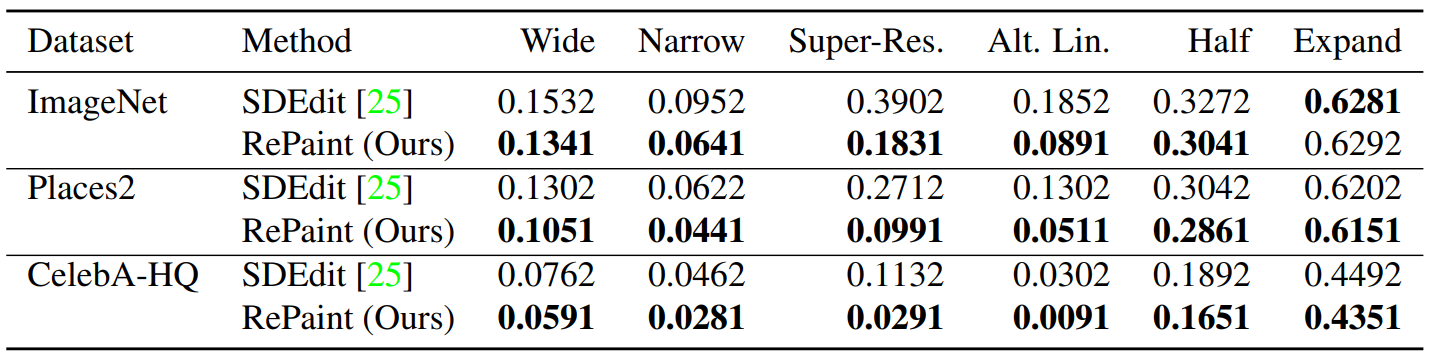 Dataset Method Wide Narrow Super-Res. Alt. Lin. Half Expand
ImageNet SDEdit [25] 0.1532 0.0952 0.3902 0.1852 0.3272 0.6281
RePaint (Ours) 0.1341 0.0641 0.1831 0.0891 0.3041 0.6292
Places2 SDEdit [25] 0.1302 0.0622 0.2712 0.1302 0.3042 0.6202
RePaint (Ours) 0.1051 0.0441 0.0991 0.0511 0.2861 0.6151
CelebA-HQ SDEdit [25] 0.0762 0.0462 0.1132 0.0302 0.1892 0.4492
RePaint (Ours) 0.0591 0.0281 0.0291 0.0091 0.1651 0.4351